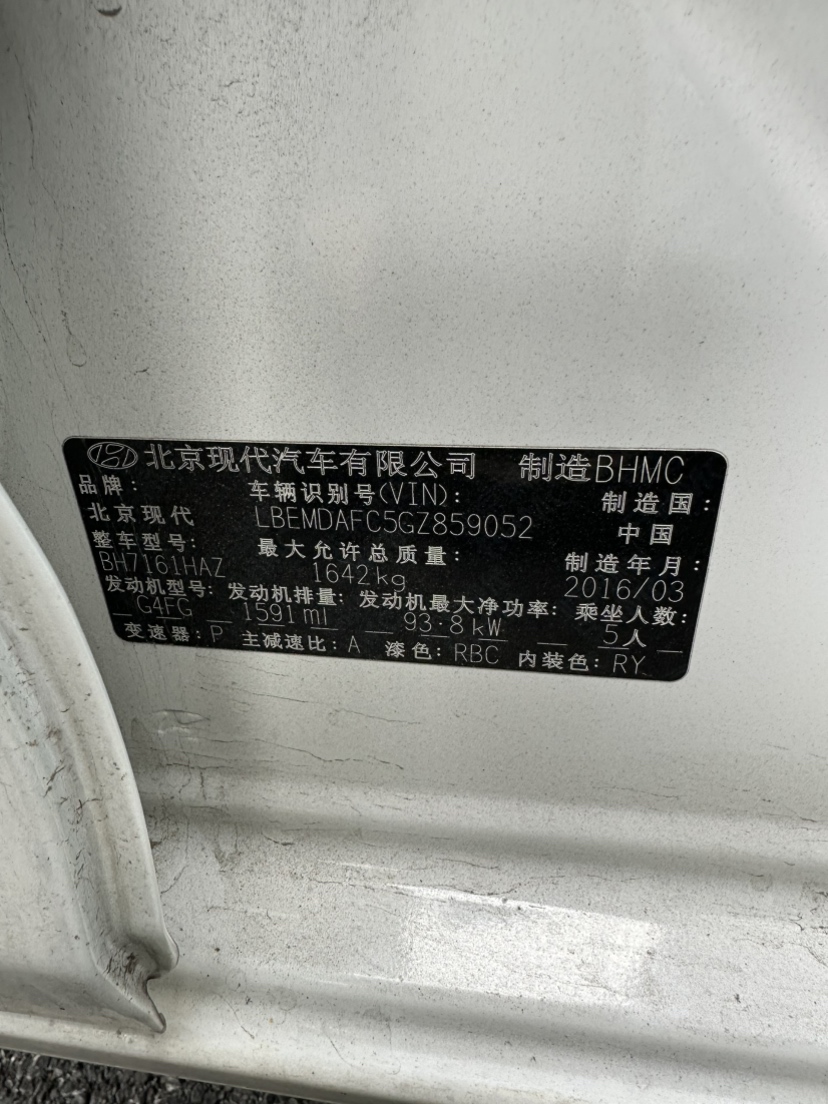 北京现代汽车有限公司 制造BHMC
品牌: 车辆识别号(VIN): 制造国:
北京现代 LBEMDAFC5GZ859052 中国
整车型号: 最大允许总质量: 制造年月:
BH7161HAZ 1642kg 2016/03
发动机型号: 发动机排量: 发动机最大净功率: 乘坐人数:
G4FG 1591ml 93.8kW 5人
变速器: P 主减速比: A 漆色: RBC 内装色: RY